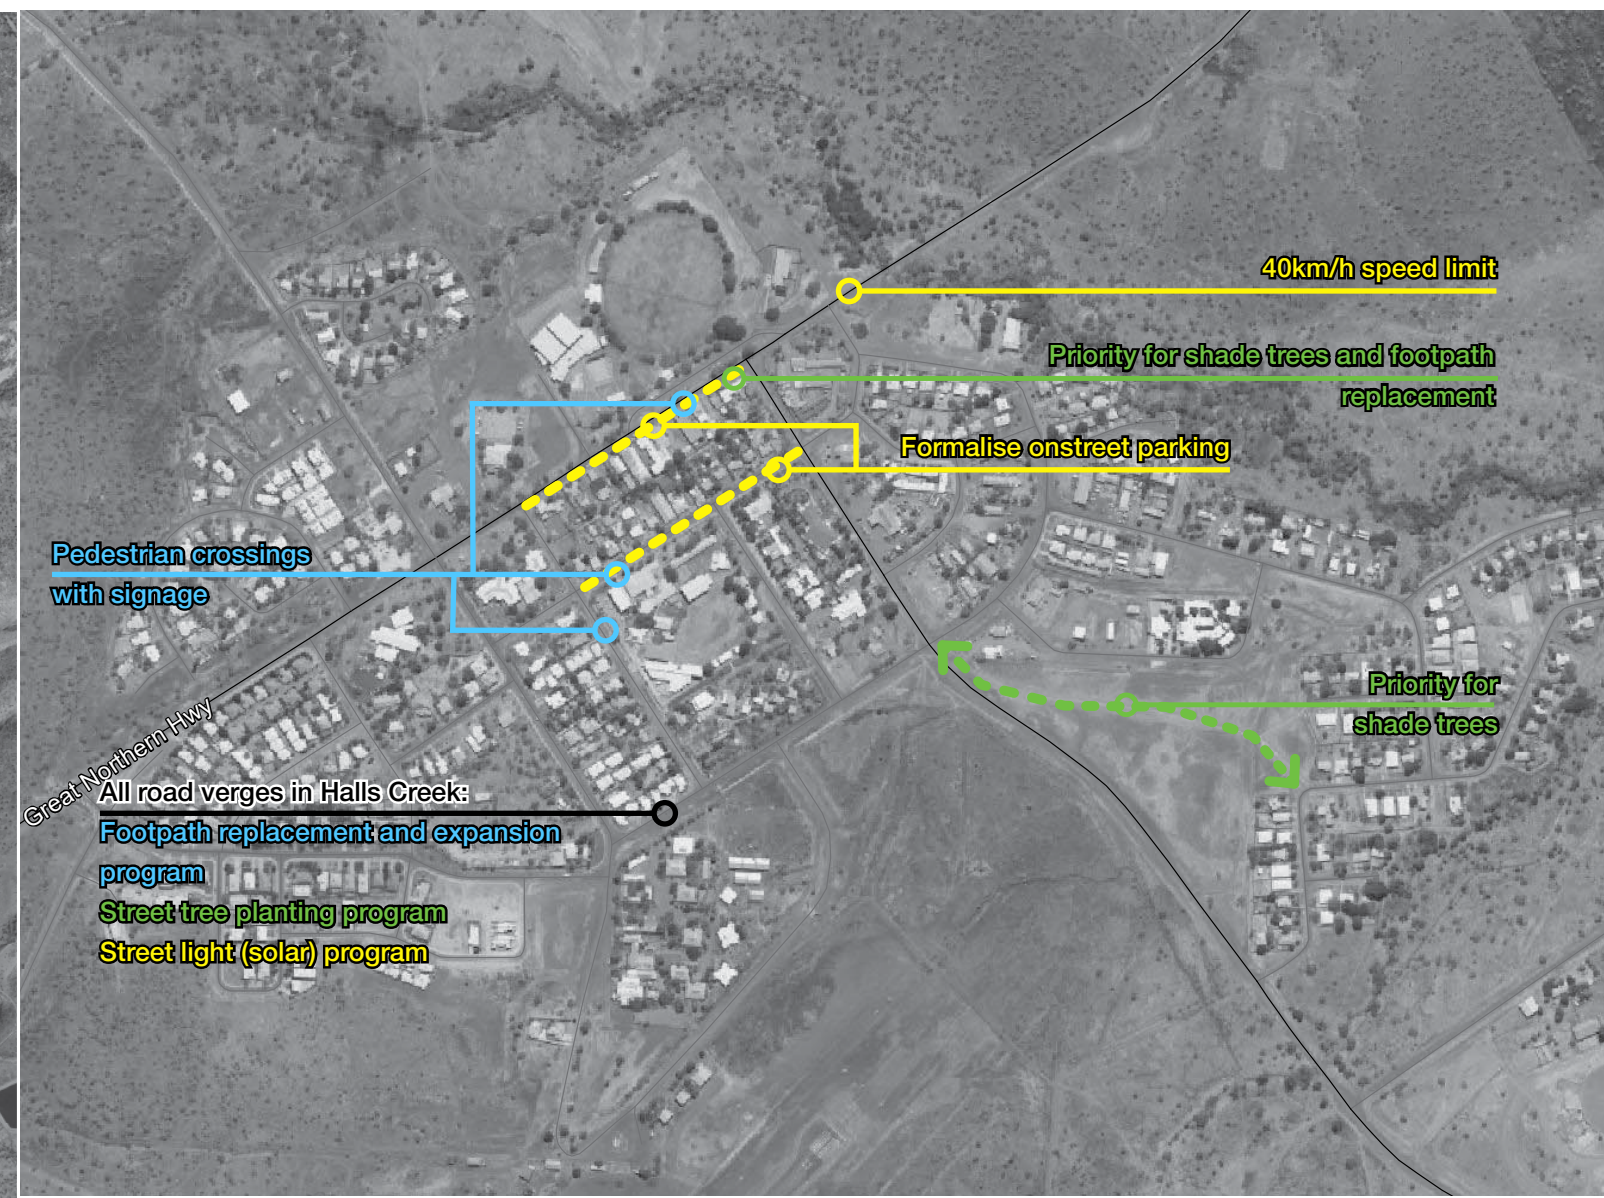 40km/h speed limit
Priority for shade trees and footpath
replacement
Formalise onstreet parking
Pedestrian crossings
with signage
Priority for
shade trees
Great Northern Hwy
All road verges in Halls Creek:
Footpath replacement and expansion
program
Street tree planting program
Street light (solar) program